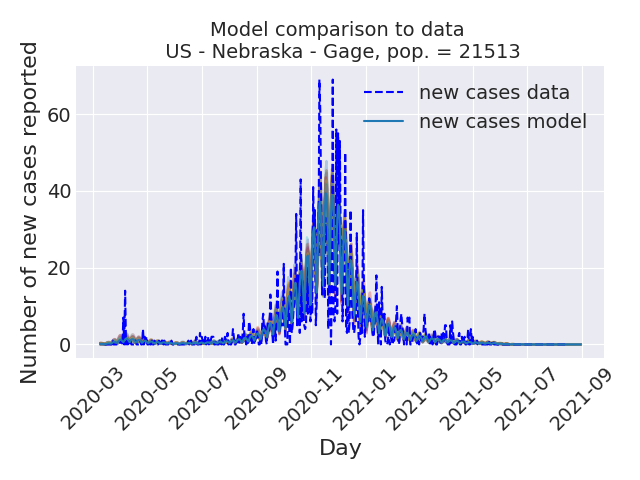 Model comparison to data
US - Nebraska - Gage, pop. = 21513
Number of new cases reported
60
40
20
0
new cases data
new cases model
2020-03
2020-05
2020-07
2020-09
2020-11
2021-01
2021-03
2021-05
2021-07
2021-09
Day